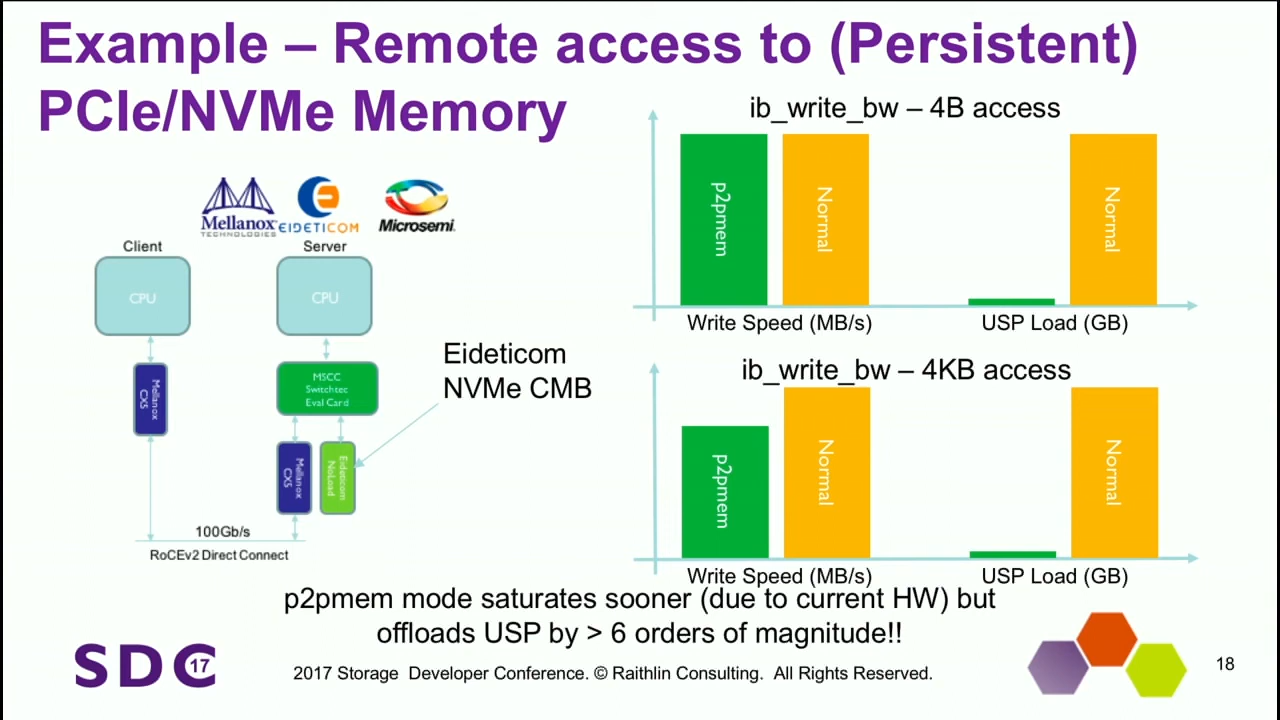 Example – Remote access to (Persistent)
PCIe/NVMe Memory
Mellanox
TECHNOLOGIES
EIDETICOM
Microsemi.
Client
Server
CPU
CPU
Mellanox
CX5
MSCC
Switchtec
Eval Card
Mellanox
CX5
Eideticom
NoLoad
Eideticom
NVMe CMB
100Gb/s
RoCEv2 Direct Connect
ib_write_bw – 4B access
p2pmem
Normal
Normal
Write Speed (MB/s)
USP Load (GB)
ib_write_bw – 4KB access
p2pmem
Normal
Normal
Write Speed (MB/s)
USP Load (GB)
p2pmem mode saturates sooner (due to current HW) but
offloads USP by > 6 orders of magnitude!!
SDC 17
2017 Storage Developer Conference. © Raithlin Consulting. All Rights Reserved.
18